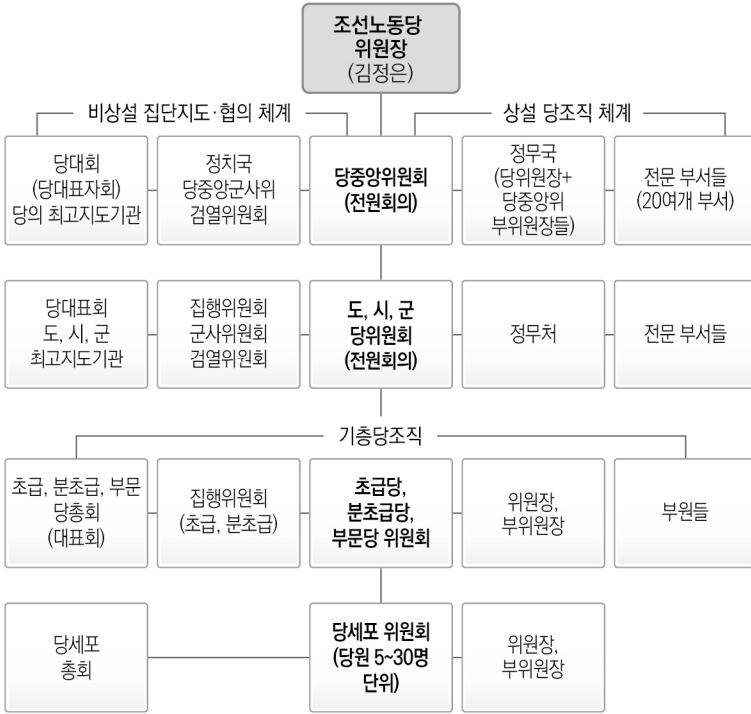 조선노동당
위원장
(김정은)
비상설 집단지도·협의 체계
상설 당조직 체계
당대회
(당대표자회)
당의 최고지도기관
정치국
당중앙군사위
검열위원회
당중앙위원회
(전원회의)
정무국
(당위원장+
당중앙위
부위원장들)
전문 부서들
(20여개 부서)
당대표회
도, 시, 군
최고지도기관
집행위원회
군사위원회
검열위원회
도, 시, 군
당위원회
(전원회의)
정무처
전문 부서들
기층당조직
초급, 분초급, 부문
당총회
(대표회)
집행위원회
(초급, 분초급)
초급당,
분초급당,
부문당 위원회
위원장,
부위원장
부원들
당세포
총회
당세포 위원회
(당원 5~30명
단위)
위원장,
부위원장